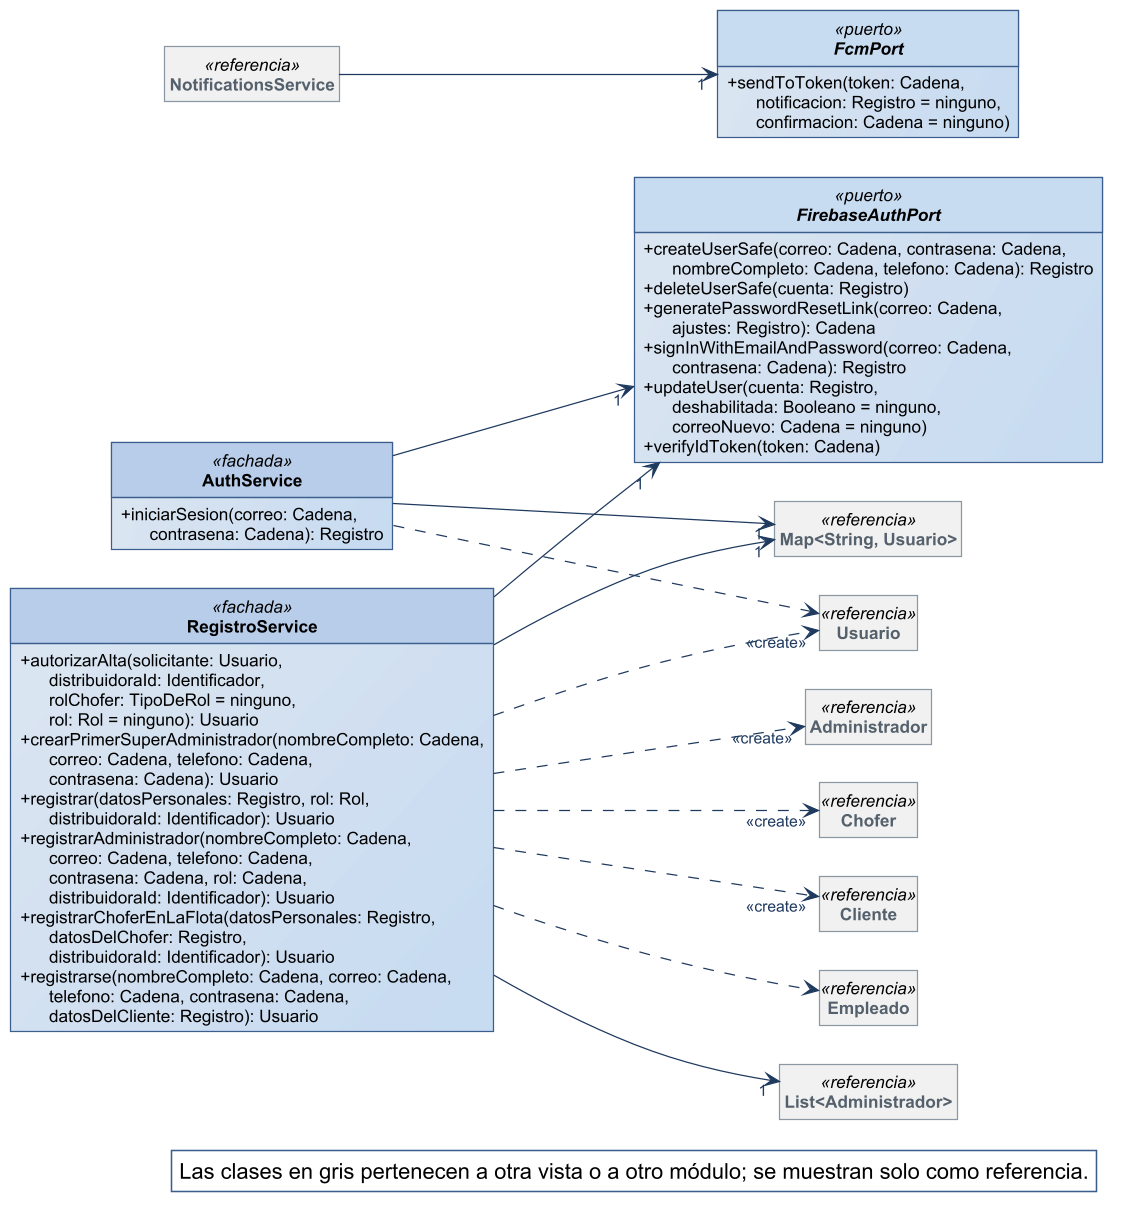 «referencia»
NotificationsService
1
«puerto»
FcmPort
+sendToToken(token: Cadena,
notificacion: Registro = ninguno,
confirmacion: Cadena = ninguno)
«puerto»
FirebaseAuthPort
+createUserSafe(correo: Cadena, contrasena: Cadena,
nombreCompleto: Cadena, telefono: Cadena): Registro
+deleteUserSafe(cuenta: Registro)
+generatePasswordResetLink(correo: Cadena,
ajustes: Registro): Cadena
+signInWithEmailAndPassword(correo: Cadena,
contrasena: Cadena): Registro
+updateUser(cuenta: Registro,
deshabilitada: Booleano = ninguno,
correoNuevo: Cadena = ninguno)
+verifyIdToken(token: Cadena)
1
1
«fachada»
AuthService
+iniciarSesion(correo: Cadena,
contrasena: Cadena): Registro
1
1
«referencia»
Map<String, Usuario>
«fachada»
RegistroService
+autorizarAlta(solicitante: Usuario,
distribuidoraId: Identificador,
rolChofer: TipoDeRol = ninguno,
rol: Rol = ninguno): Usuario
+crearPrimerSuperAdministrador(nombreCompleto: Cadena,
correo: Cadena, telefono: Cadena,
contrasena: Cadena): Usuario
+registrar(datosPersonales: Registro, rol: Rol,
distribuidoraId: Identificador): Usuario
+registrarAdministrador(nombreCompleto: Cadena,
correo: Cadena, telefono: Cadena,
contrasena: Cadena, rol: Cadena,
distribuidoraId: Identificador): Usuario
+registrarChoferEnLaFlota(datosPersonales: Registro,
datosDelChofer: Registro,
distribuidoraId: Identificador): Usuario
+registrarse(nombreCompleto: Cadena, correo: Cadena,
telefono: Cadena, contrasena: Cadena,
datosDelCliente: Registro): Usuario
«referencia»
Usuario
«create»
«referencia»
Administrador
«create»
«referencia»
Chofer
«create»
«referencia»
Cliente
«create»
«referencia»
Empleado
«referencia»
List<Administrador>
1
Las clases en gris pertenecen a otra vista o a otro módulo; se muestran solo como referencia.